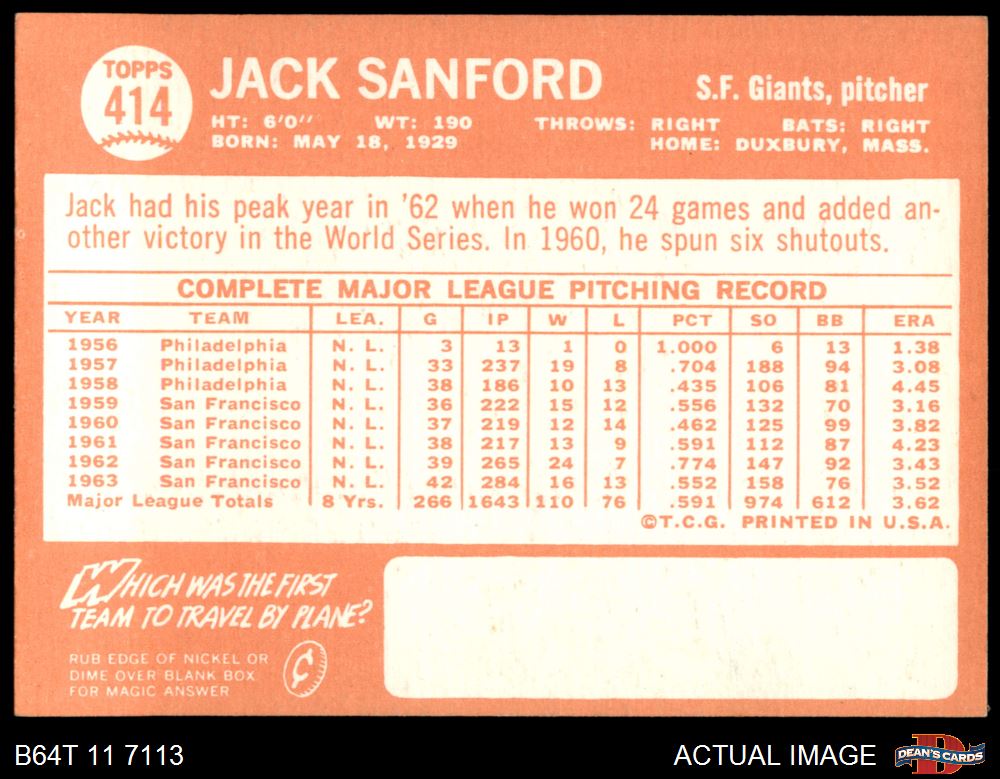 TOPPS
414
JACK SANFORD
S.F. Giants, pitcher
HT: 6'0" WT: 190 THROWS: RIGHT BATS: RIGHT
BORN: MAY 18, 1929 HOME: DUXBURY, MASS.
Jack had his peak year in '62 when he won 24 games and added an-
other victory in the World Series. In 1960, he spun six shutouts.
COMPLETE MAJOR LEAGUE PITCHING RECORD
YEAR TEAM LEA. G IP W L PCT SO BB ERA
1956 Philadelphia N. L. 3 13 1 0 1.000 6 13 1.38
1957 Philadelphia N. L. 33 237 19 8 .704 188 94 3.08
1958 Philadelphia N. L. 38 186 10 13 .435 106 81 4.45
1959 San Francisco N. L. 36 222 15 12 .556 132 70 3.16
1960 San Francisco N. L. 37 219 12 14 .462 125 99 3.82
1961 San Francisco N. L. 38 217 13 9 .591 112 87 4.23
1962 San Francisco N. L. 39 265 24 7 .774 147 92 3.43
1963 San Francisco N. L. 42 284 16 13 .552 158 76 3.52
Major League Totals 8 Yrs. 266 1643 110 76 .591 974 612 3.62
©T.C.G. PRINTED IN U.S.A.
WHICH WAS THE FIRST
TEAM TO TRAVEL BY PLANE?
RUB EDGE OF NICKEL OR
DIME OVER BLANK BOX
FOR MAGIC ANSWER
¢
B64T 11 7113
ACTUAL IMAGE
D
DEAN'S CARDS